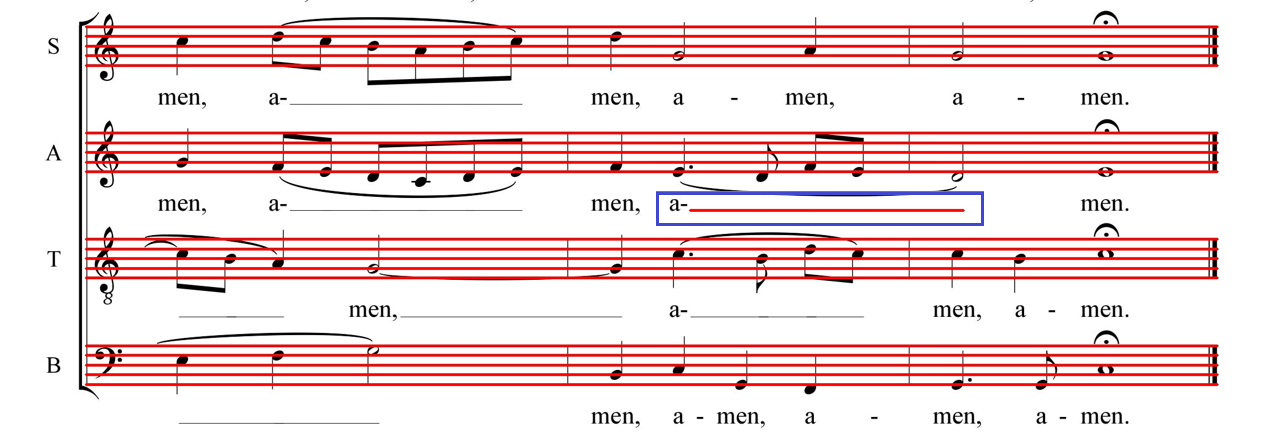 S
men, a- men, a - men, a - men.
A
men, a- men, a- men.
T
8
men, a- men, a - men.
B
men, a - men, a - men, a - men.